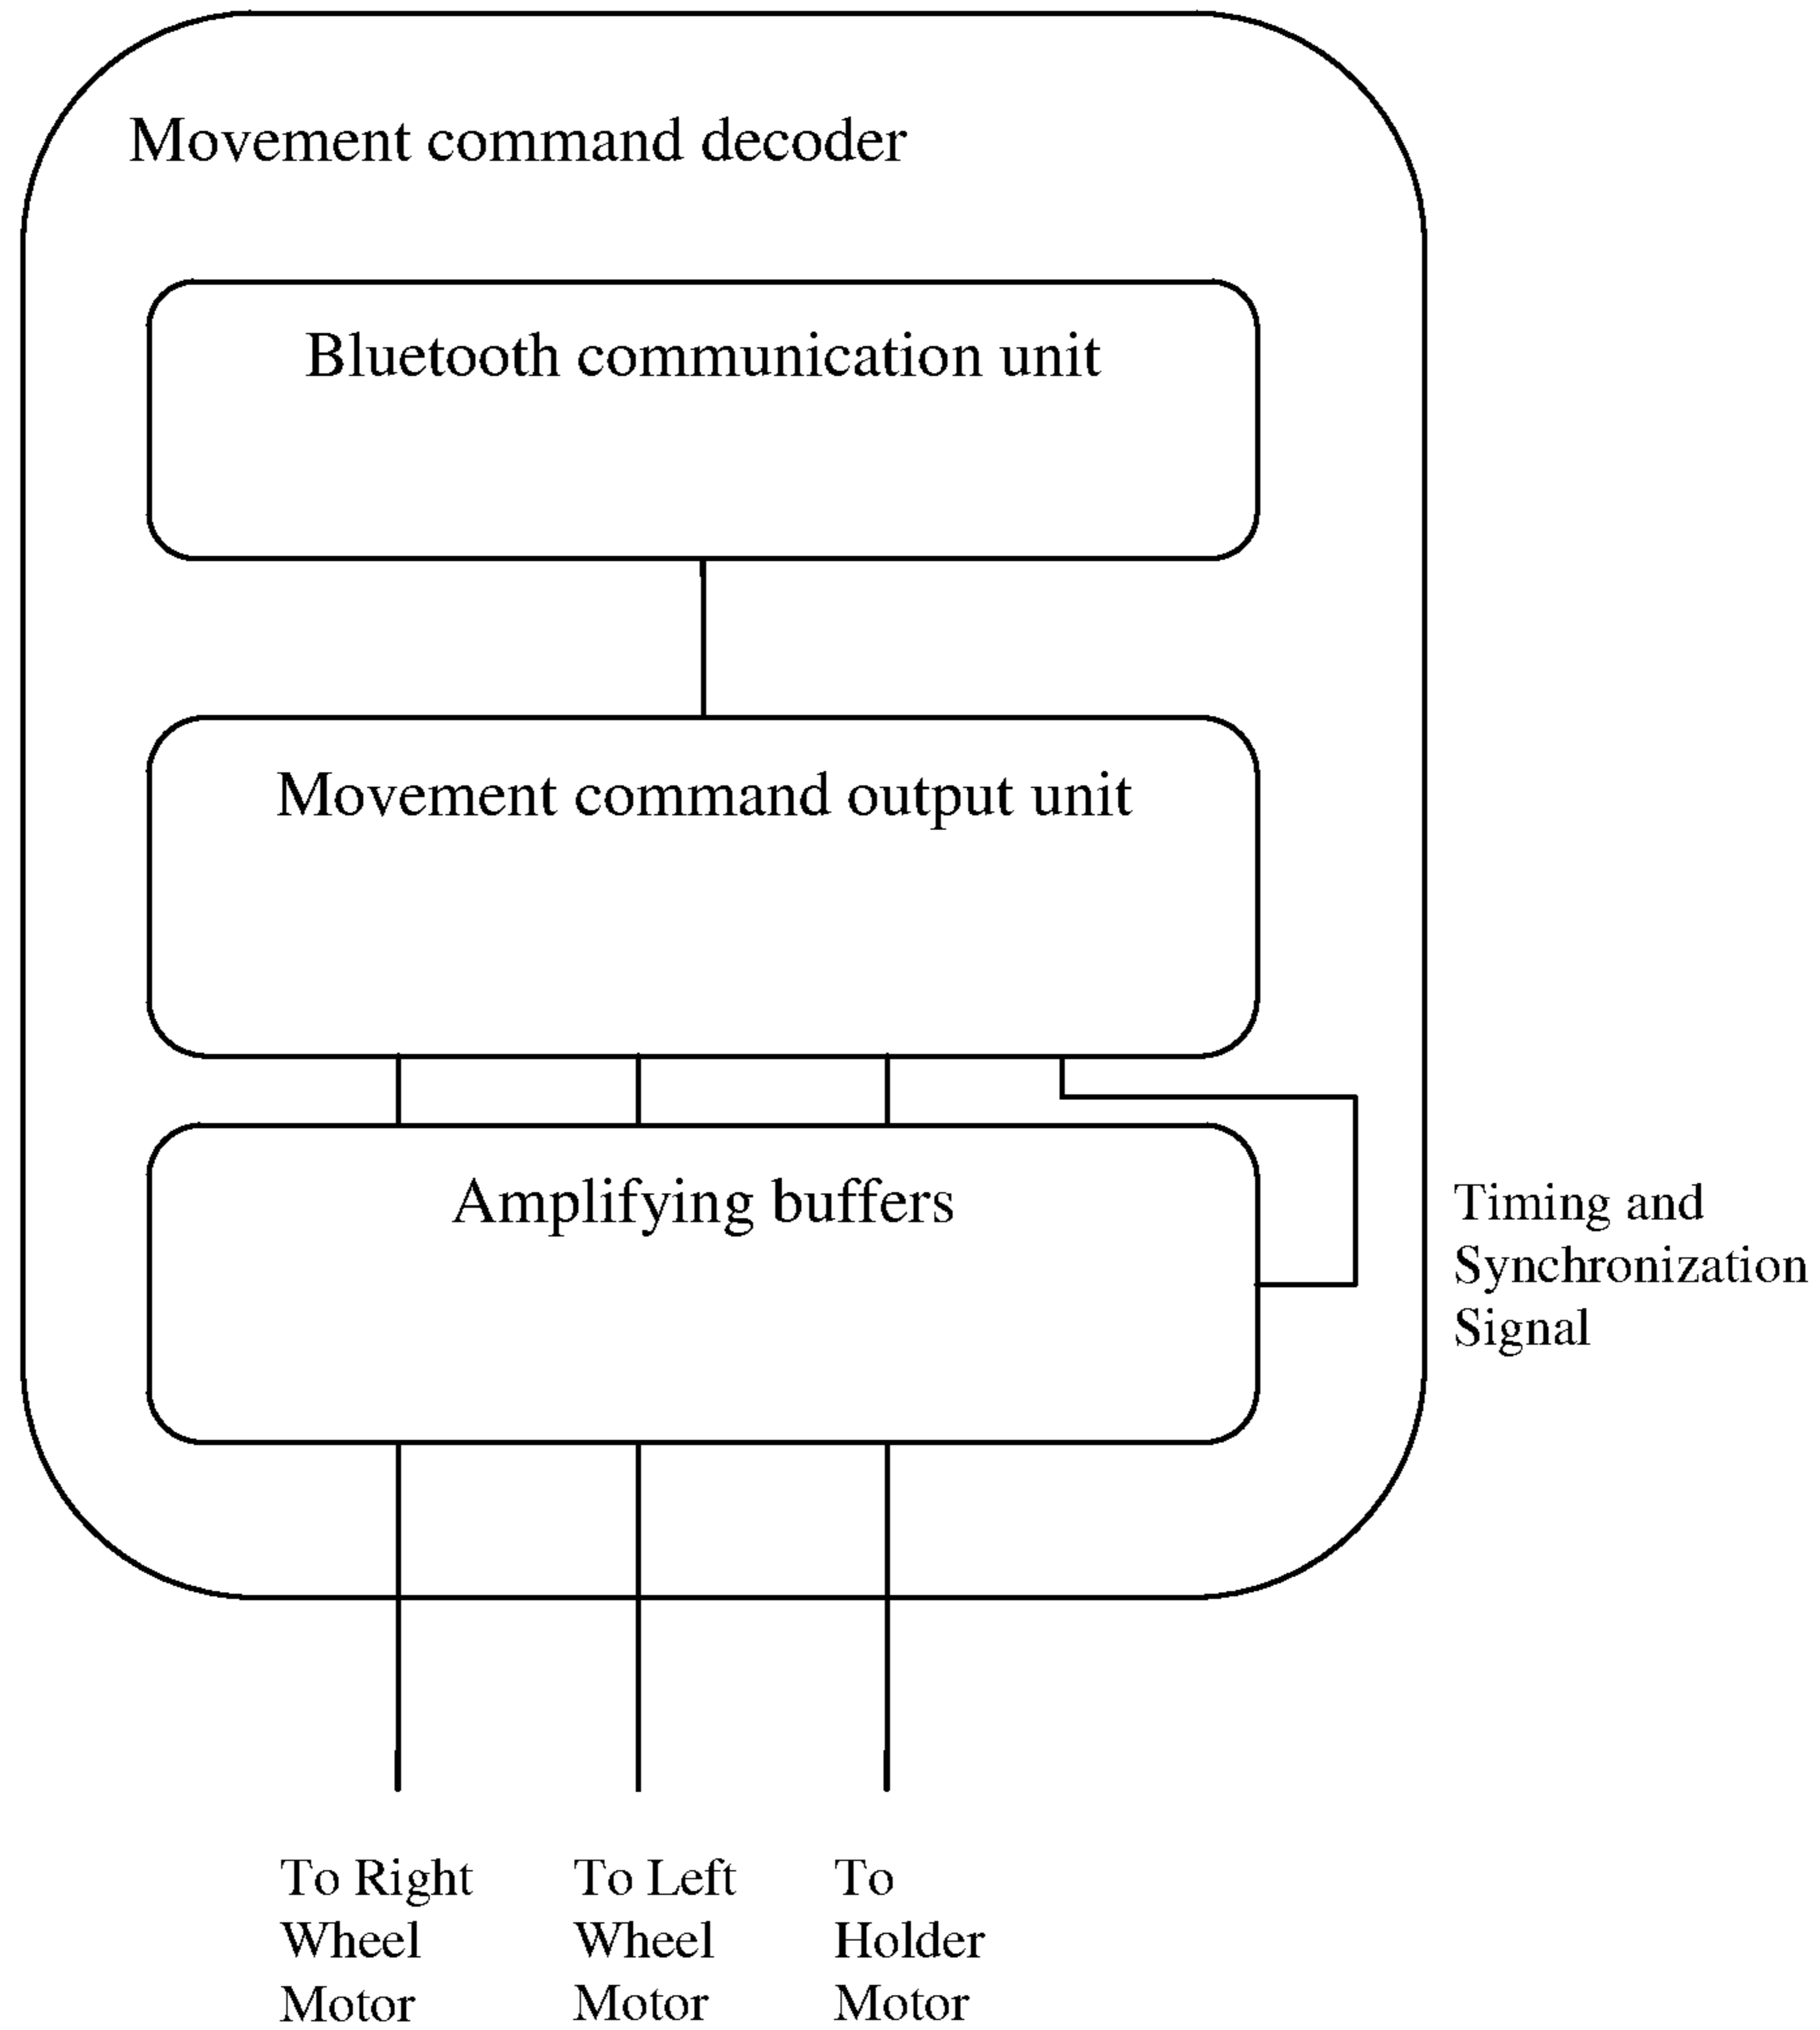 Movement command decoder
Bluetooth communication unit
Movement command output unit
Amplifying buffers
Timing and
Synchronization
Signal
To Right
Wheel
Motor
To Left
Wheel
Motor
To
Holder
Motor